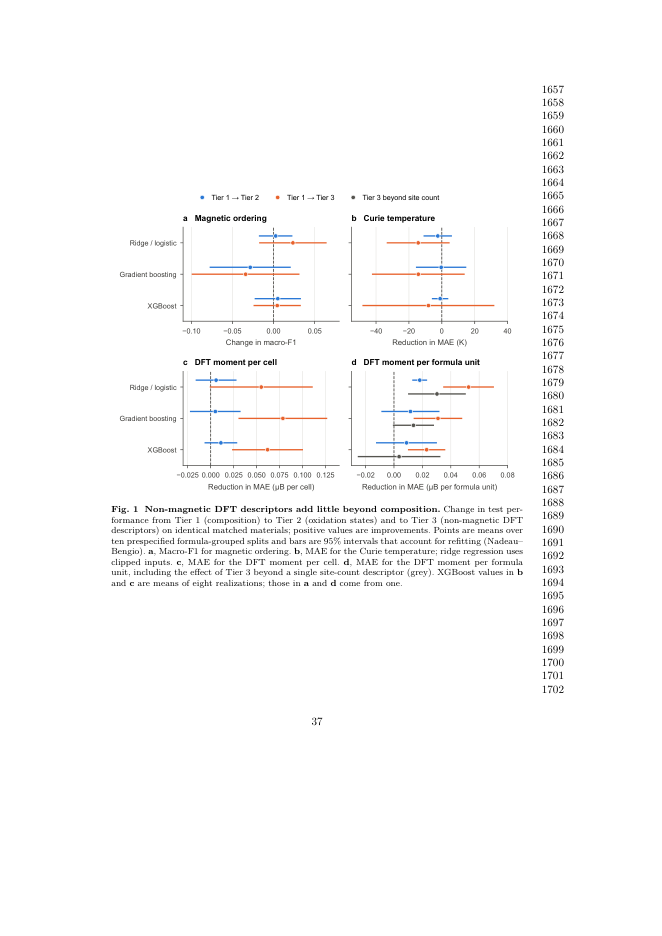 1657
1658
1659
1660
1661
1662
1663
1664
1665
1666
1667
1668
1669
1670
1671
1672
1673
1674
1675
1676
1677
1678
1679
1680
1681
1682
1683
1684
1685
1686
1687
1688
1689
1690
1691
1692
1693
1694
1695
1696
1697
1698
1699
1700
1701
1702
Tier 1 → Tier 2 Tier 1 → Tier 3 Tier 3 beyond site count
a Magnetic ordering
Ridge / logistic
Gradient boosting
XGBoost
−0.10 −0.05 0.00 0.05
Change in macro-F1
b Curie temperature
−40 −20 0 20 40
Reduction in MAE (K)
c DFT moment per cell
Ridge / logistic
Gradient boosting
XGBoost
−0.025 0.000 0.025 0.050 0.075 0.100 0.125
Reduction in MAE (μB per cell)
d DFT moment per formula unit
−0.02 0.00 0.02 0.04 0.06 0.08
Reduction in MAE (μB per formula unit)
Fig. 1 Non-magnetic DFT descriptors add little beyond composition. Change in test per-
formance from Tier 1 (composition) to Tier 2 (oxidation states) and to Tier 3 (non-magnetic DFT
descriptors) on identical matched materials; positive values are improvements. Points are means over
ten prespecified formula-grouped splits and bars are 95% intervals that account for refitting (Nadeau–
Bengio). a, Macro-F1 for magnetic ordering. b, MAE for the Curie temperature; ridge regression uses
clipped inputs. c, MAE for the DFT moment per cell. d, MAE for the DFT moment per formula
unit, including the effect of Tier 3 beyond a single site-count descriptor (grey). XGBoost values in b
and c are means of eight realizations; those in a and d come from one.
37